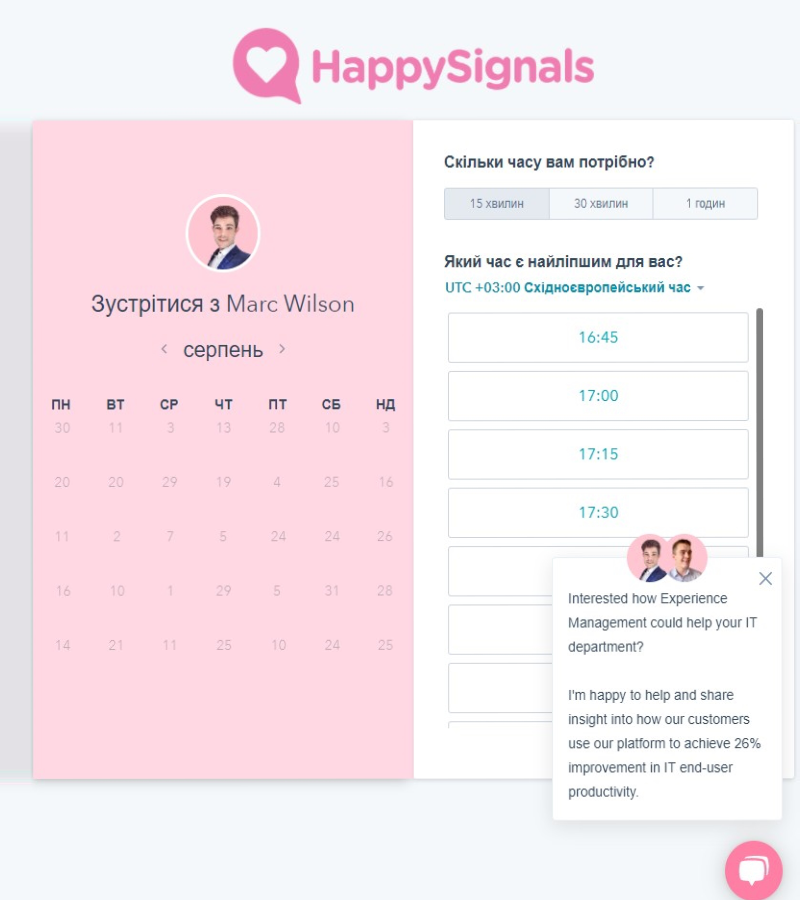 HappySignals
Зустрітися з Marc Wilson
серпень
ПН ВТ СР ЧТ ПТ СБ НД
30 11 3 13 28 10 3
20 20 29 19 4 25 16
11 2 7 5 24 24 26
16 10 1 29 5 31 28
14 21 11 25 10 24 25
Скільки часу вам потрібно?
15 хвилин 30 хвилин 1 годин
Який час є найліпшим для вас?
UTC +03:00 Східноєвропейський час
16:45
17:00
17:15
17:30
Interested how Experience
Management could help your IT
department?
I'm happy to help and share
insight into how our customers
use our platform to achieve 26%
improvement in IT end-user
productivity.